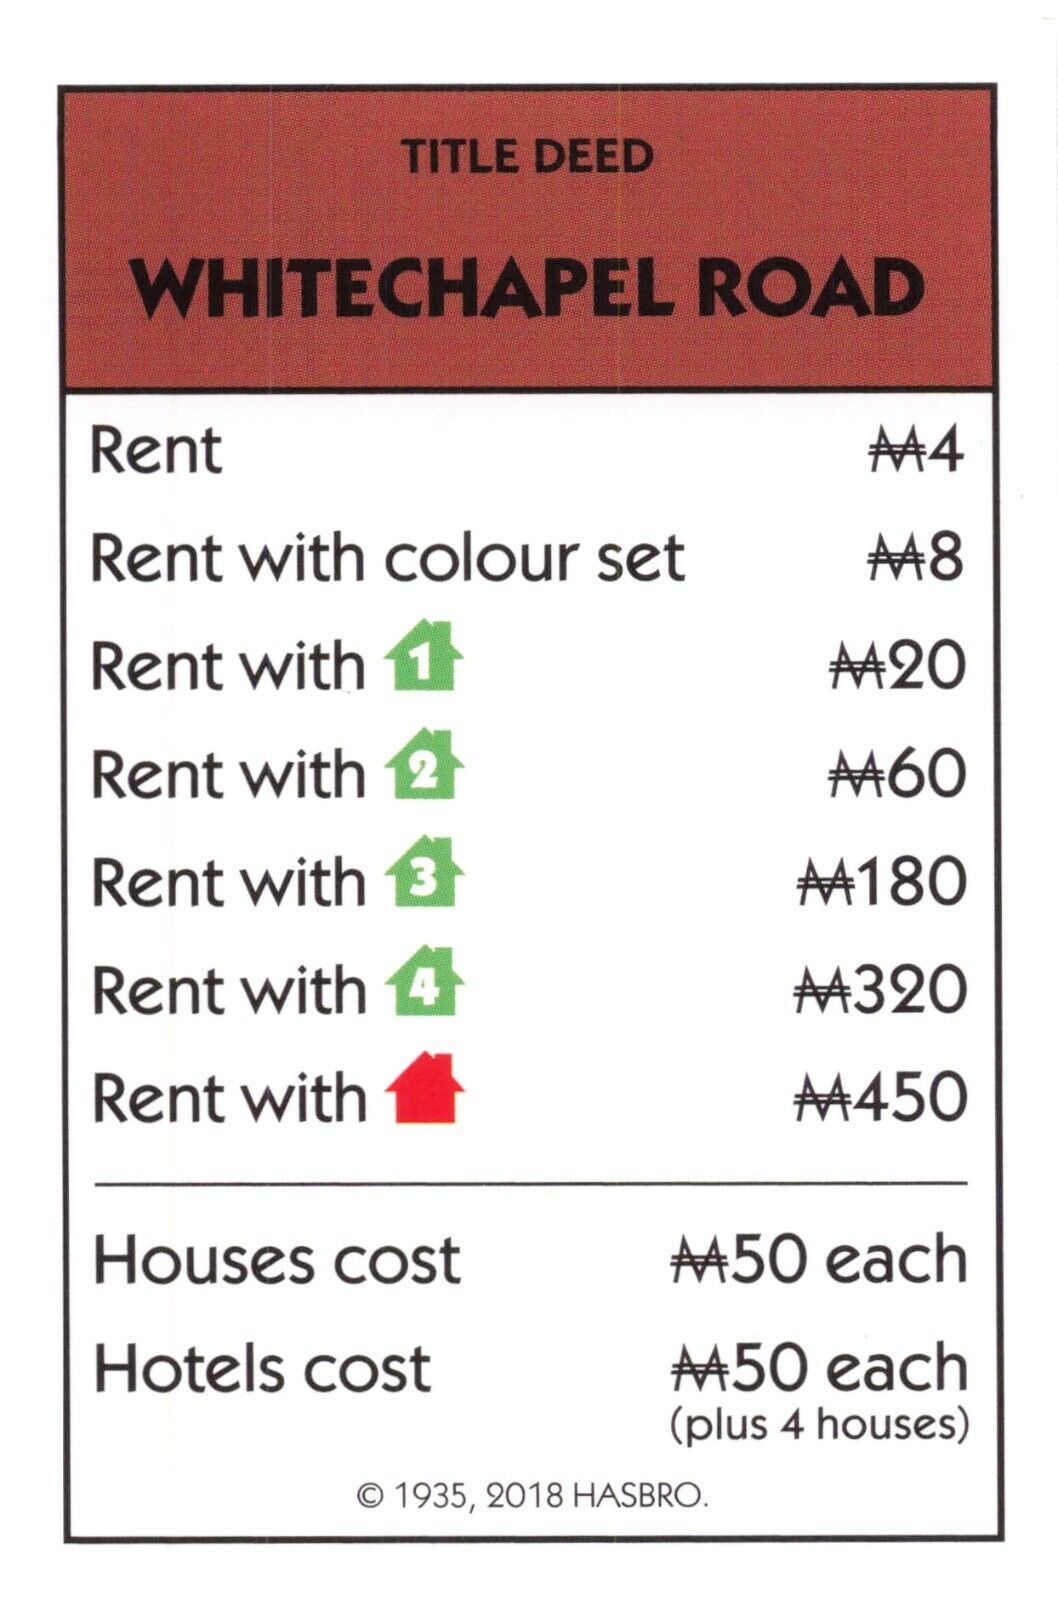 TITLE DEED
WHITECHAPEL ROAD
Rent ₩4
Rent with colour set ₩8
Rent with 1 ₩20
Rent with 2 ₩60
Rent with 3 ₩180
Rent with 4 ₩320
Rent with ₩450
Houses cost ₩50 each
Hotels cost ₩50 each
(plus 4 houses)
© 1935, 2018 HASBRO.